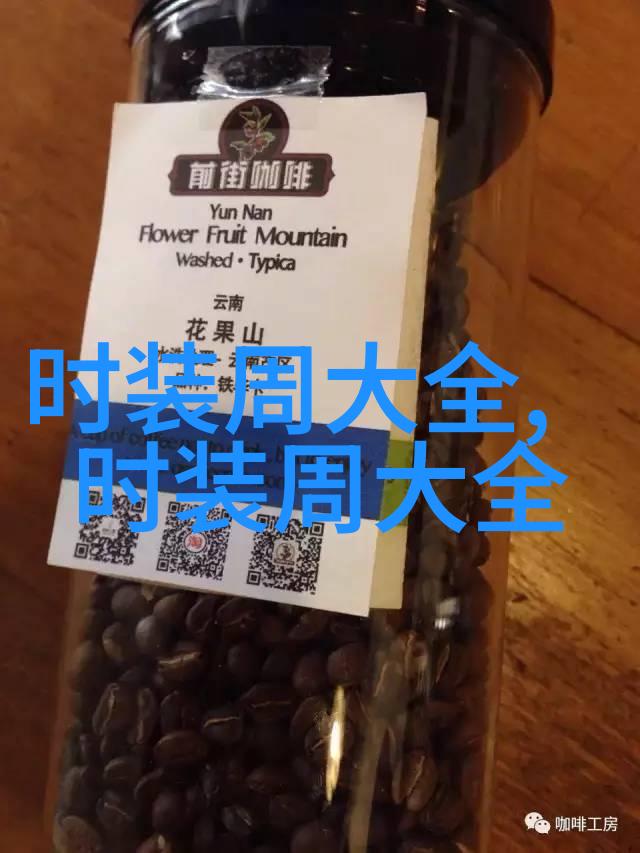 前街咖啡
Yun Nan
Flower Fruit Mountain
Washed • Typica
云南
花果山
时装周大全,
时装周大全
咖啡工房